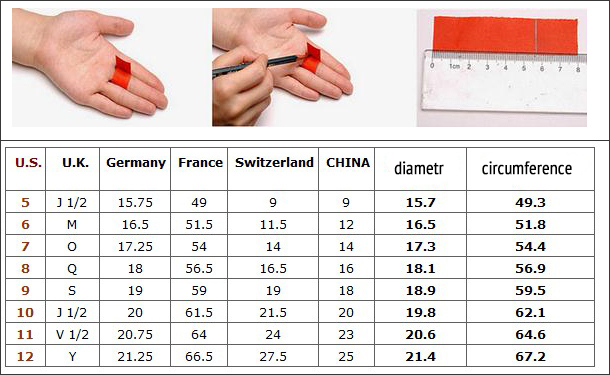 0 1cm 2 3 4 5 6 7 8
U.S. U.K. Germany France Switzerland CHINA diametr circumference
5 J 1/2 15.75 49 9 9 15.7 49.3
6 M 16.5 51.5 11.5 12 16.5 51.8
7 O 17.25 54 14 14 17.3 54.4
8 Q 18 56.5 16.5 16 18.1 56.9
9 S 19 59 19 18 18.9 59.5
10 J 1/2 20 61.5 21.5 20 19.8 62.1
11 V 1/2 20.75 64 24 23 20.6 64.6
12 Y 21.25 66.5 27.5 25 21.4 67.2